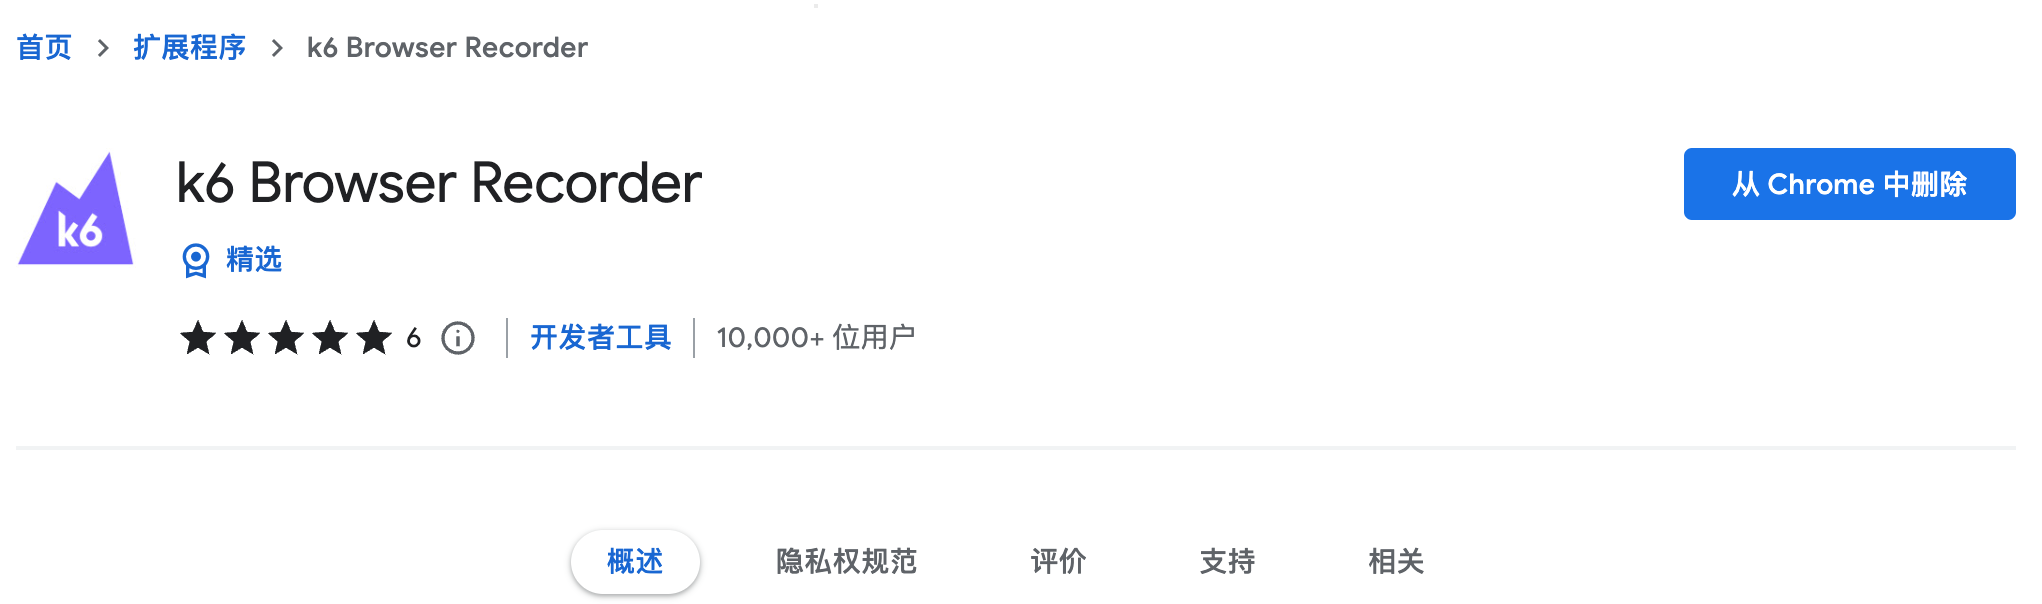 首页 > 扩展程序 > k6 Browser Recorder
k6
k6 Browser Recorder
从 Chrome 中删除
精选
★★★★★ 6 开发者工具 10,000+ 位用户
概述 隐私权规范 评价 支持 相关